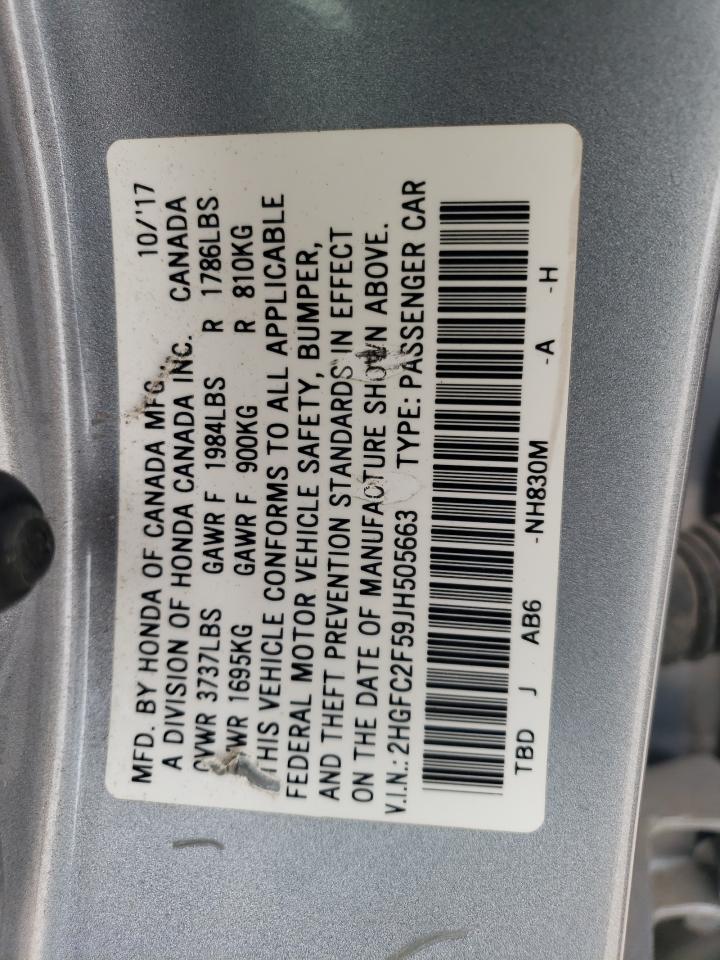 MFD. BY HONDA OF CANADA MFG., 10/'17
A DIVISION OF HONDA CANADA INC. CANADA
GVWR 3737LBS GAWR F 1984LBS R 1786LBS
GVWR 1695KG GAWR F 900KG R 810KG
THIS VEHICLE CONFORMS TO ALL APPLICABLE
FEDERAL MOTOR VEHICLE SAFETY, BUMPER,
AND THEFT PREVENTION STANDARDS IN EFFECT
ON THE DATE OF MANUFACTURE SHOWN ABOVE.
V.I.N.: 2HGFC2F59JH505663 TYPE: PASSENGER CAR
TBD J AB6 -NH830M -A -H